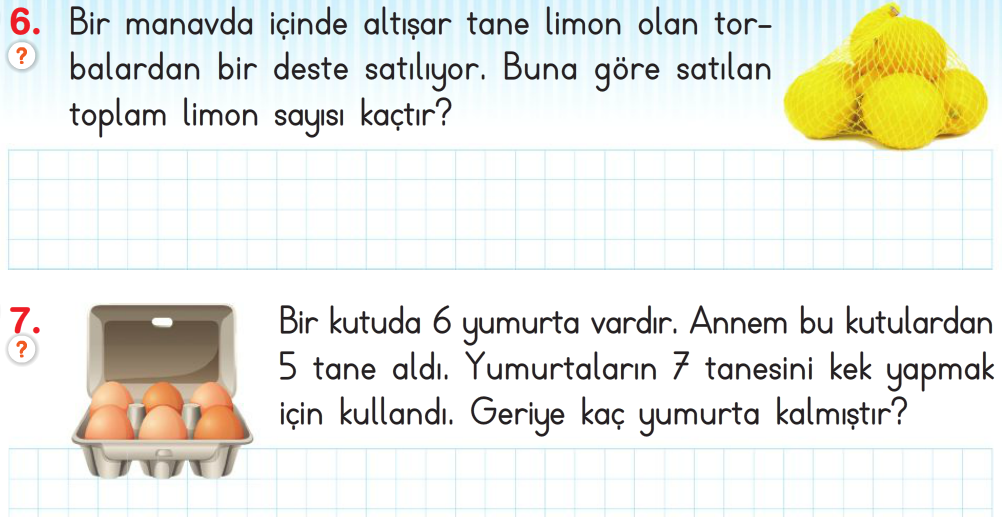 6. Bir manavda içinde altışar tane limon olan tor-
? balardan bir deste satılıyor. Buna göre satılan
toplam limon sayısı kaçtır?
7. Bir kutuda 6 yumurta vardır. Annem bu kutulardan
? 5 tane aldı. Yumurtaların 7 tanesini kek yapmak
için kullandı. Geriye kaç yumurta kalmıştır?